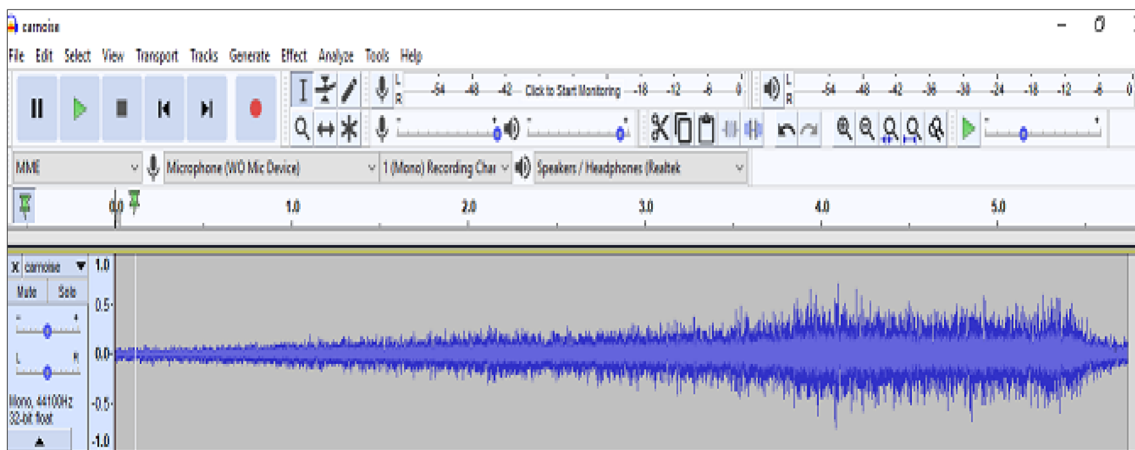 carnoise
File Edit Select View Transport Tracks Generate Effect Analyze Tools Help
L R -54 -48 -42 Click to Start Monitoring -18 -12 -6 0 L R -54 -48 -42 -36 -30 -24 -18 -12 -6 0
MME Microphone (WO Mic Device) 1 (Mono) Recording Char Speakers / Headphones (Realtek
0.0 1.0 2.0 3.0 4.0 5.0
X carnoise 1.0
Mute Solo
0.5
- +
L R 0.0
Mono, 44100Hz -0.5
32-bit float
-1.0